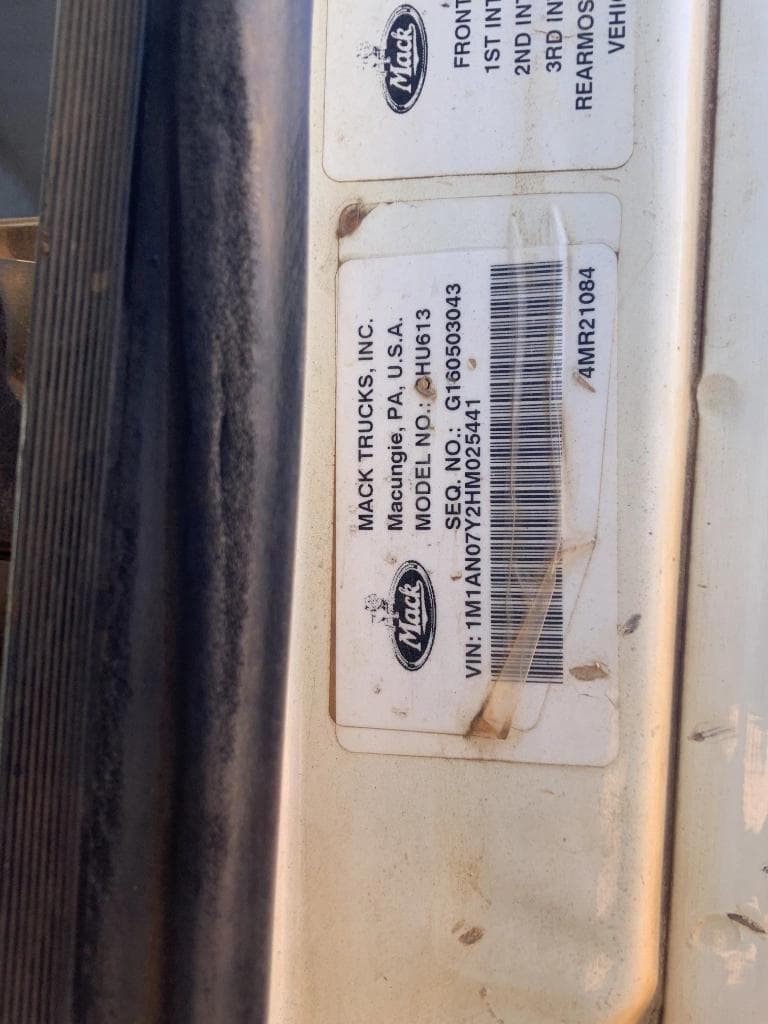 Mack
FRONT
1ST INT
2ND INT
3RD IN
REARMOS
VEHIC
MACK TRUCKS, INC.
Macungie, PA, U.S.A.
MODEL NO.: CHU613
SEQ. NO.: G160503043
Mack
VIN: 1M1AN07Y2HM025441
4MR21084